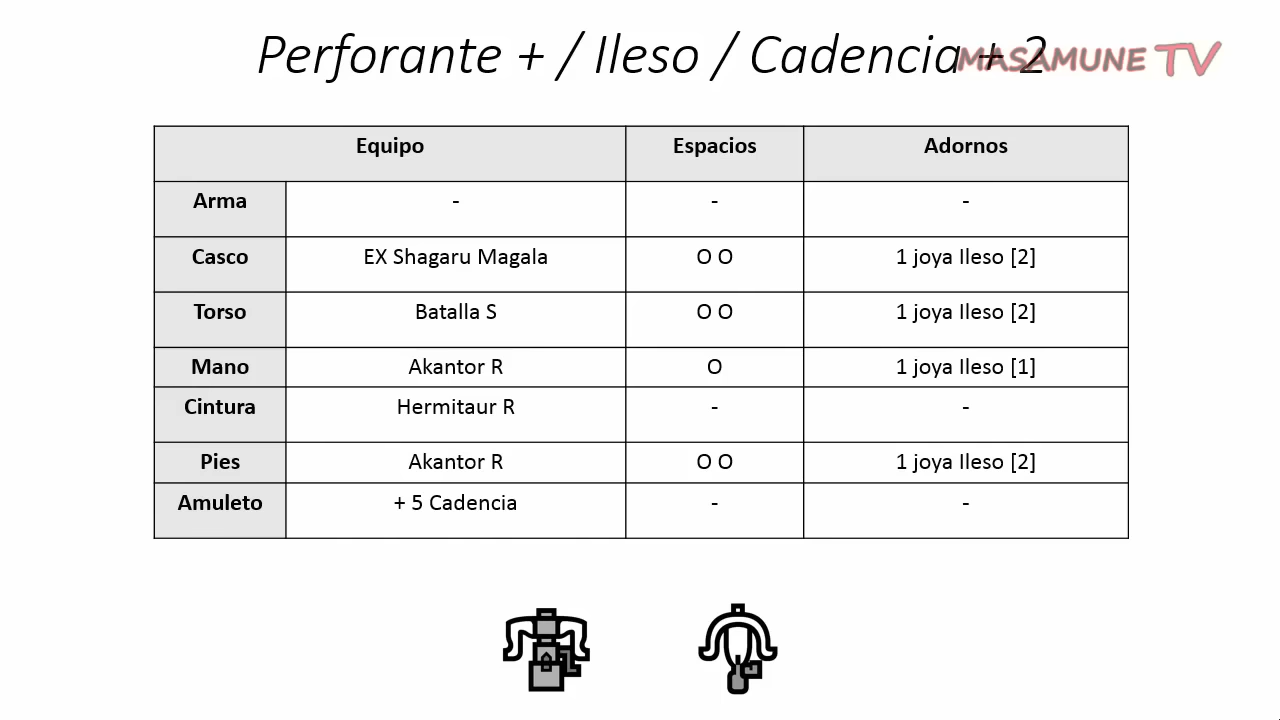 Perforante + / Ileso / Cadencia + 2
MASAMUNE TV
Equipo Espacios Adornos
Arma - - -
Casco EX Shagaru Magala O O 1 joya Ileso [2]
Torso Batalla S O O 1 joya Ileso [2]
Mano Akantor R O 1 joya Ileso [1]
Cintura Hermitaur R - -
Pies Akantor R O O 1 joya Ileso [2]
Amuleto + 5 Cadencia - -